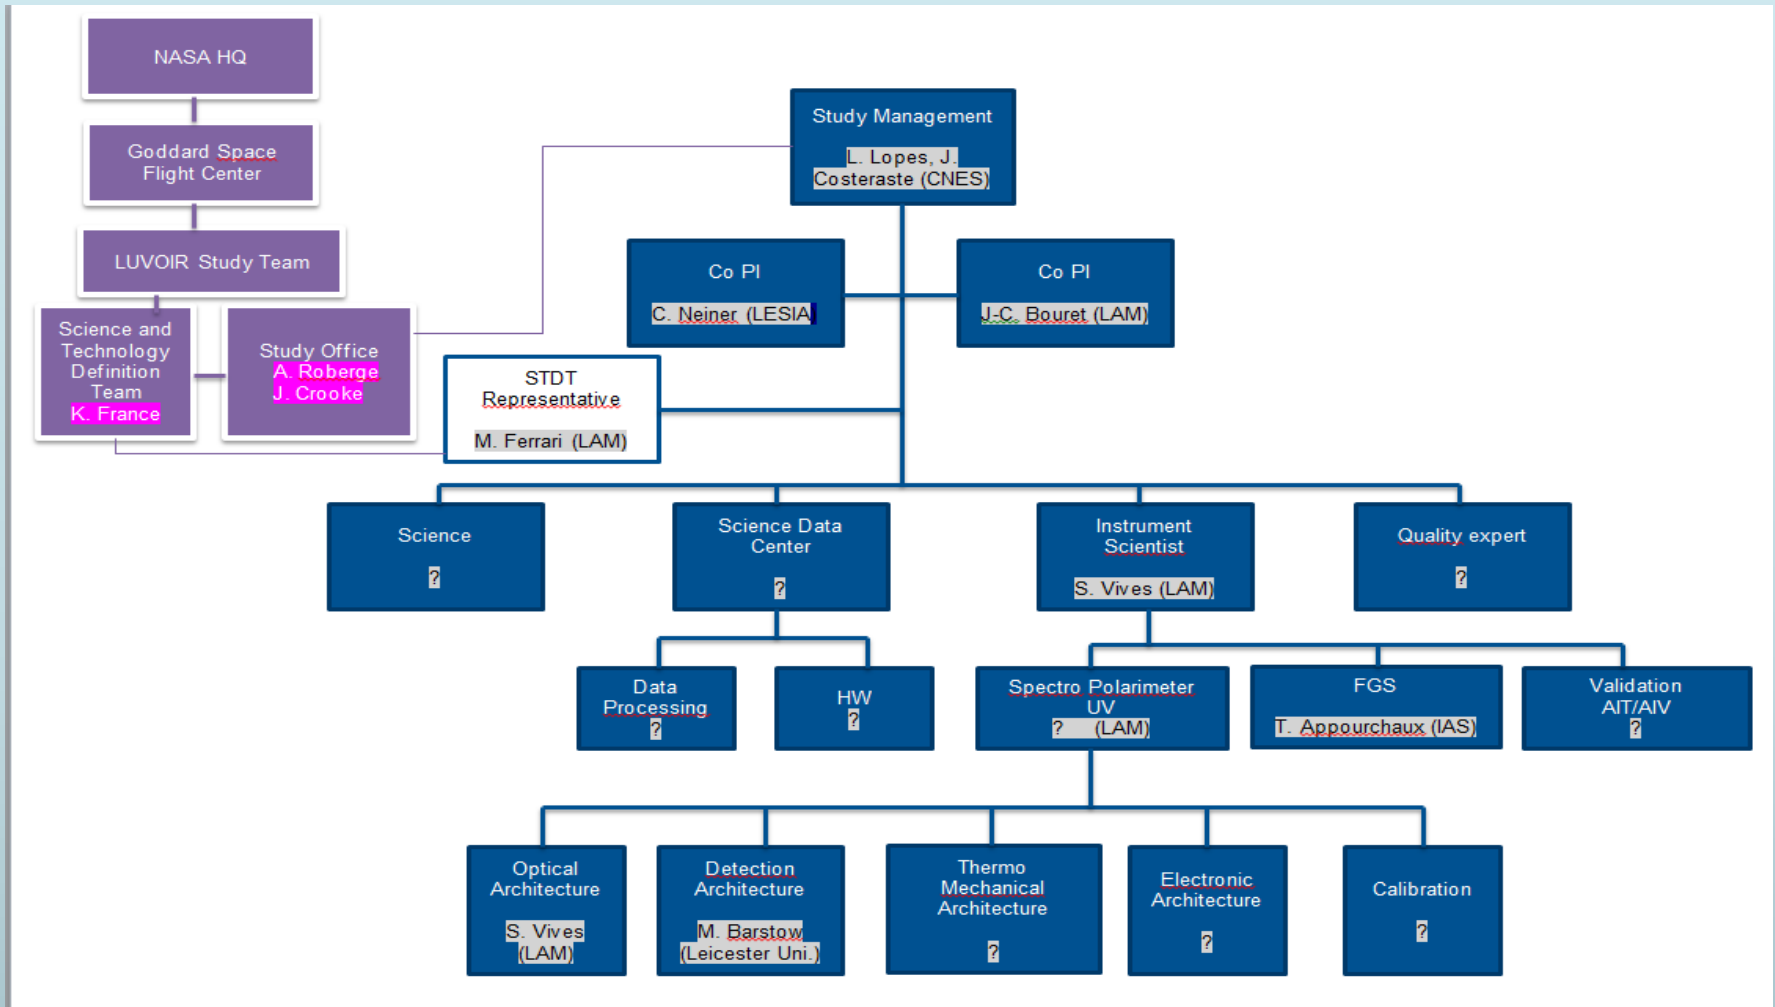 NASA HQ
Goddard Space
Flight Center
LUVOIR Study Team
Science and
Technology
Definition
Team
K. France
Study Office
A. Roberge
J. Crooke
Study Management
L. Lopes, J.
Costeraste (CNES)
Co PI
C. Neiner (LESIA)
Co PI
J-C. Bouret (LAM)
STDT
Representative
M. Ferrari (LAM)
Science
?
Science Data
Center
?
Instrument
Scientist
S. Vives (LAM)
Quality expert
?
Data
Processing
?
HW
?
Spectro Polarimeter
UV
? (LAM)
FGS
T. Appourchaux (IAS)
Validation
AIT/AIV
?
Optical
Architecture
S. Vives
(LAM)
Detection
Architecture
M. Barstow
(Leicester Uni.)
Thermo
Mechanical
Architecture
?
Electronic
Architecture
?
Calibration
?